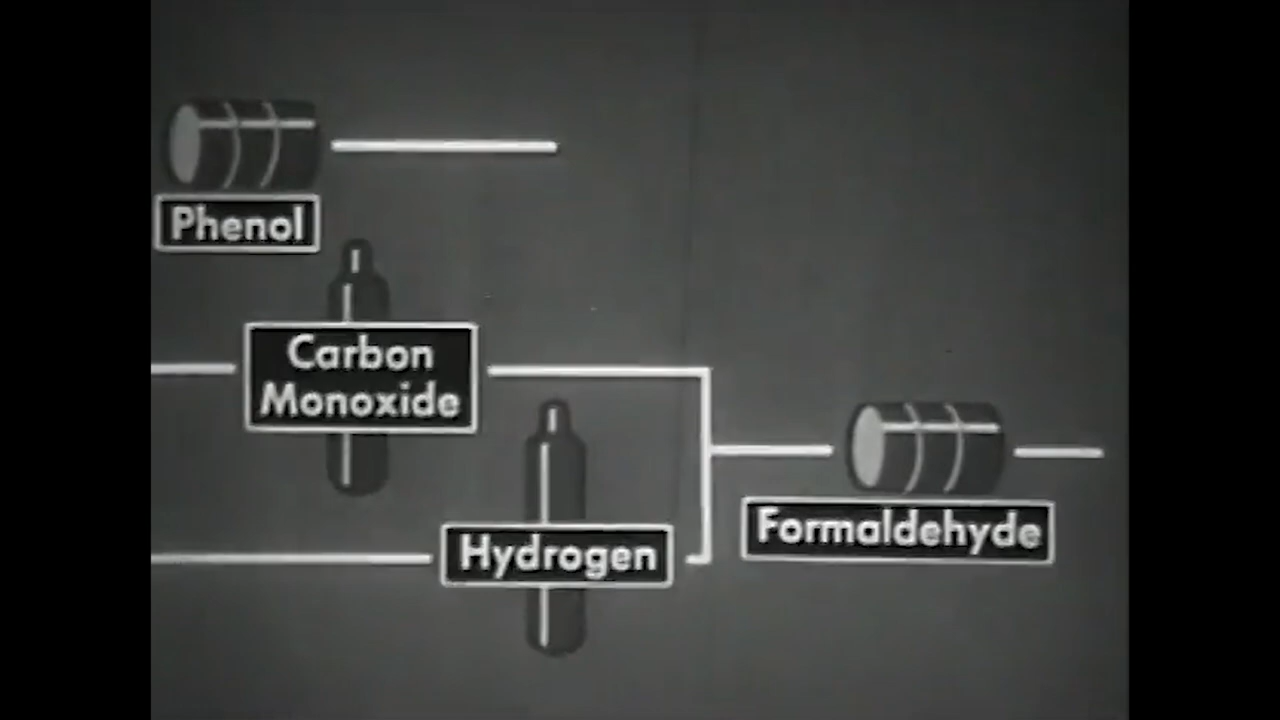 Phenol
Carbon
Monoxide
Hydrogen
Formaldehyde